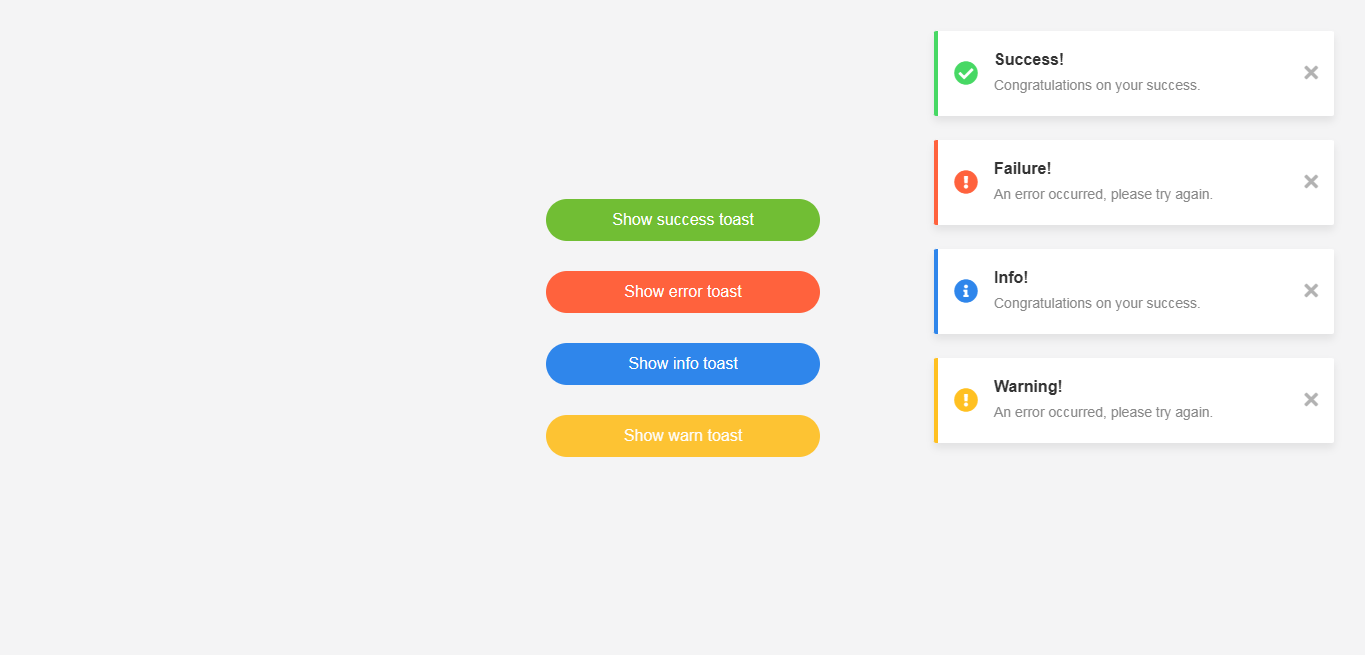 Show success toast
Show error toast
Show info toast
Show warn toast
Success!
Congratulations on your success.
Failure!
An error occurred, please try again.
Info!
Congratulations on your success.
Warning!
An error occurred, please try again.